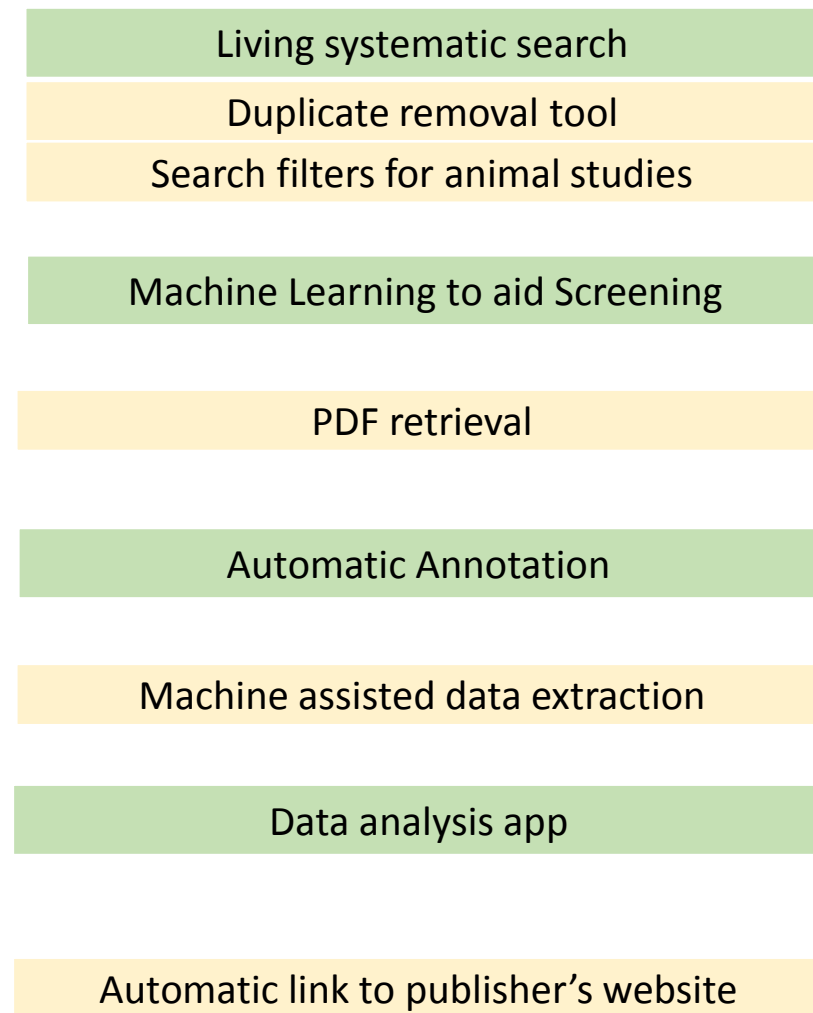 Living systematic search
Duplicate removal tool
Search filters for animal studies
Machine Learning to aid Screening
PDF retrieval
Automatic Annotation
Machine assisted data extraction
Data analysis app
Automatic link to publisher’s website